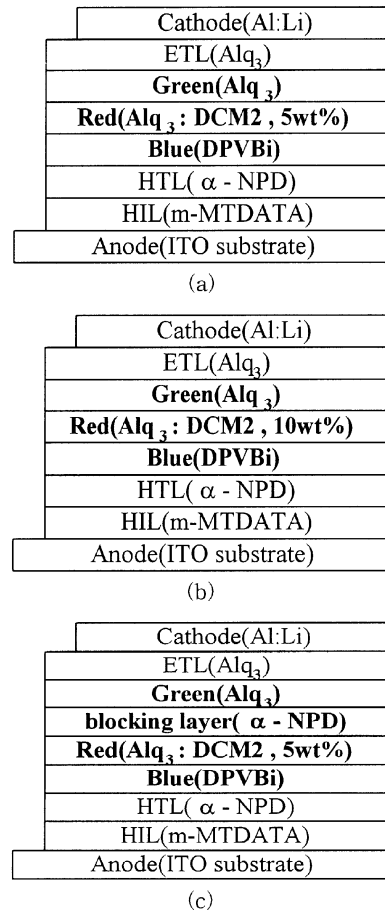 Cathode(Al:Li)
ETL(Alq₃)
Green(Alq₃)
Red(Alq₃ : DCM2 , 5wt%)
Blue(DPVBi)
HTL( α - NPD)
HIL(m-MTDATA)
Anode(ITO substrate)
(a)
Cathode(Al:Li)
ETL(Alq₃)
Green(Alq₃)
Red(Alq₃ : DCM2 , 10wt%)
Blue(DPVBi)
HTL( α - NPD)
HIL(m-MTDATA)
Anode(ITO substrate)
(b)
Cathode(Al:Li)
ETL(Alq₃)
Green(Alq₃)
blocking layer( α - NPD)
Red(Alq₃ : DCM2 , 5wt%)
Blue(DPVBi)
HTL( α - NPD)
HIL(m-MTDATA)
Anode(ITO substrate)
(c)